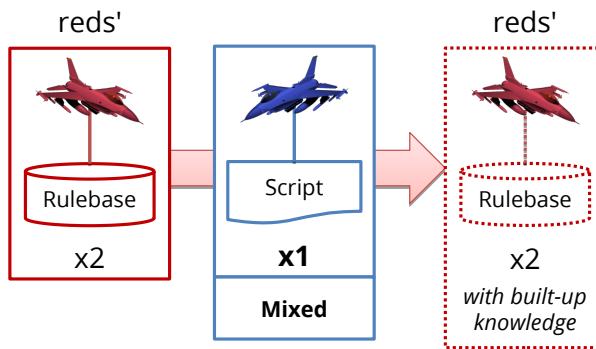 reds'
Rulebase
x2
Script
x1
Mixed
reds'
Rulebase
x2
with built-up
knowledge